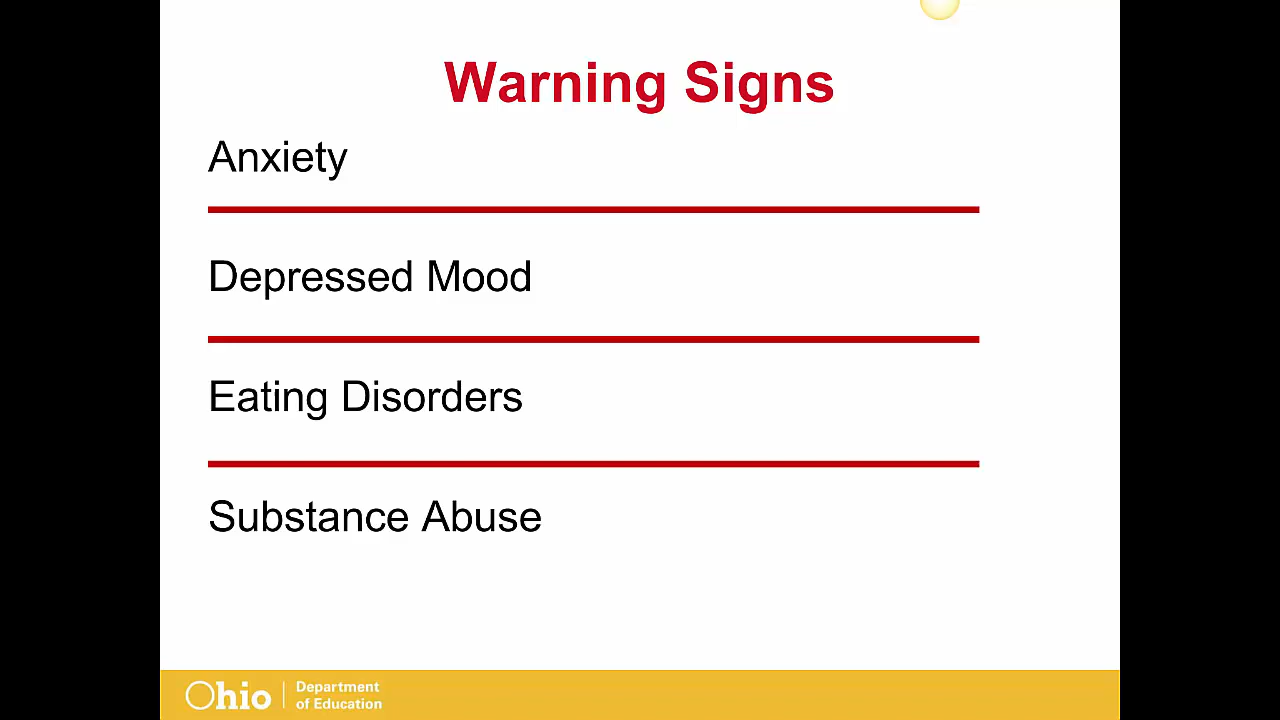 Warning Signs
Anxiety
Depressed Mood
Eating Disorders
Substance Abuse
Ohio
Department
of Education